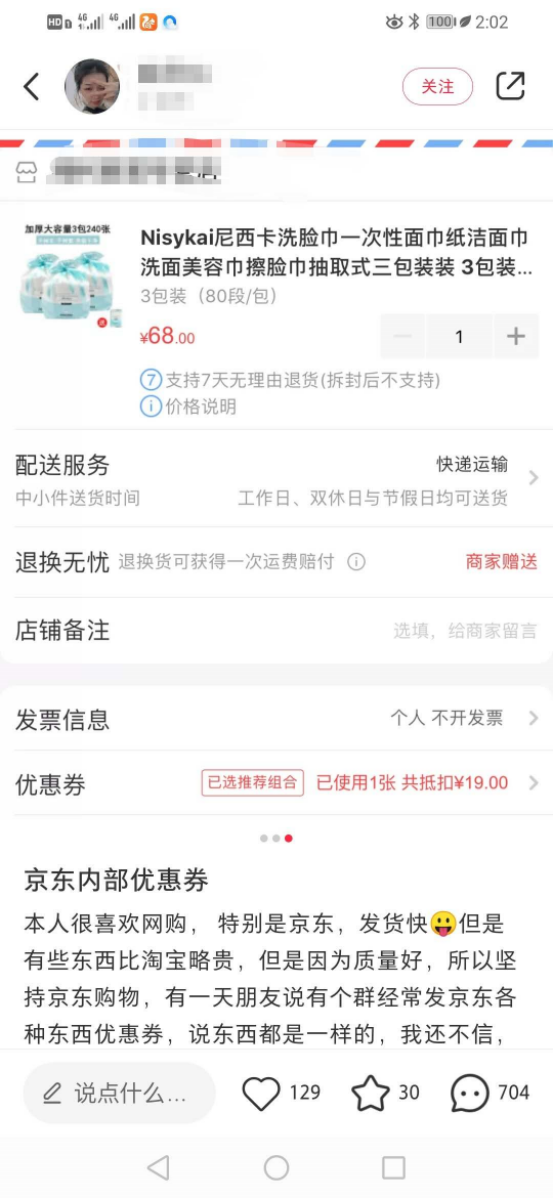 HD 4G 4G 100 2:02
关注
加厚大容量3包240张
Nisykai尼西卡洗脸巾一次性面巾纸洁面巾
洗面美容巾擦脸巾抽取式三包装装 3包装...
3包装（80段/包）
¥68.00
1
7支持7天无理由退货(拆封后不支持)
价格说明
配送服务
快递运输
中小件送货时间
工作日、双休日与节假日均可送货
退换无忧 退换货可获得一次运费赔付
商家赠送
店铺备注
选填，给商家留言
发票信息
个人 不开发票
优惠券
已选推荐组合 已使用1张 共抵扣¥19.00
京东内部优惠券
本人很喜欢网购， 特别是京东，发货快😛但是
有些东西比淘宝略贵，但是因为质量好，所以坚
持京东购物，有一天朋友说有个群经常发京东各
种东西优惠券，说东西都是一样的，我还不信，
说点什么...
129
30
704